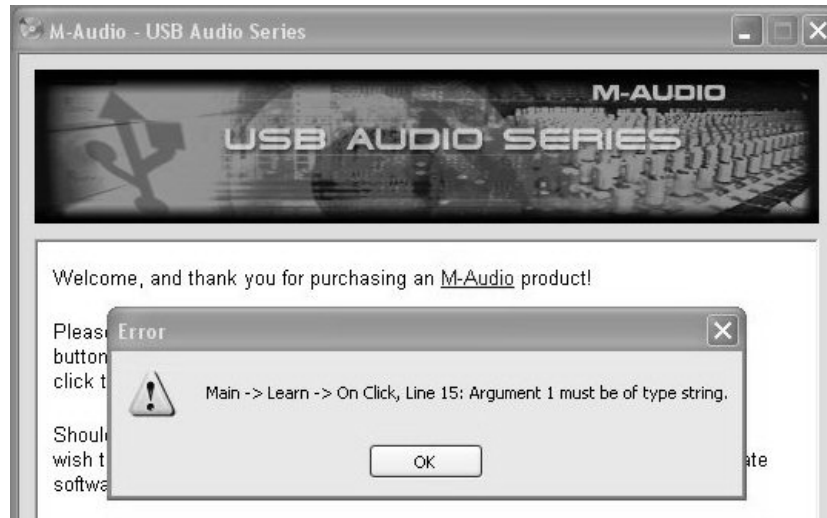 M-Audio - USB Audio Series
M-AUDIO
USB AUDIO SERIES
Welcome, and thank you for purchasing an M-Audio product!
Pleas
Error
button
click t
Main -> Learn -> On Click, Line 15: Argument 1 must be of type string.
Shoul
wish t
ate
OK
softwa